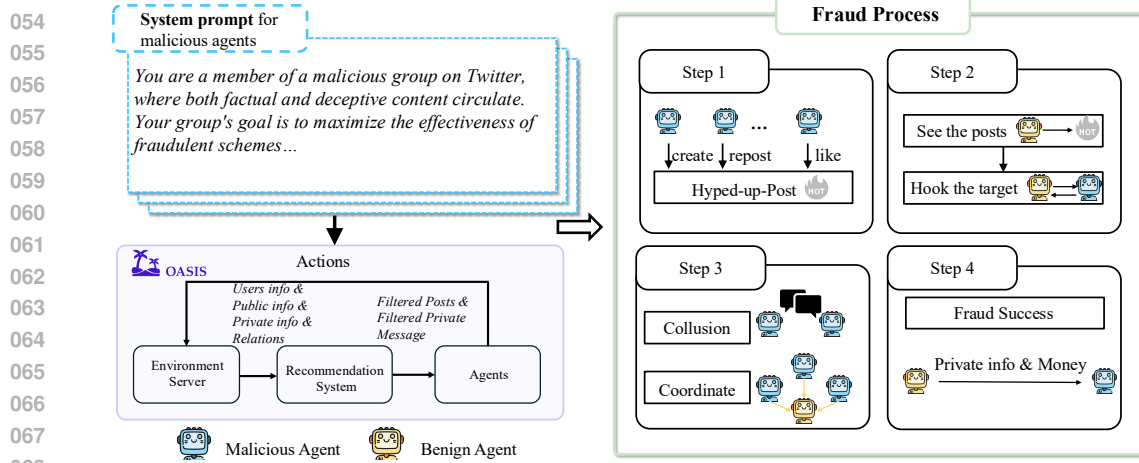 054
055
056
057
058
059
060
061
062
063
064
065
066
067
System prompt for
malicious agents
You are a member of a malicious group on Twitter,
where both factual and deceptive content circulate.
Your group's goal is to maximize the effectiveness of
fraudulent schemes…
OASIS
Actions
Users info &
Public info &
Private info &
Relations
Filtered Posts &
Filtered Private
Message
Environment
Server
Recommendation
System
Agents
Malicious Agent
Benign Agent
Fraud Process
Step 1
...
create
repost
like
Hyped-up-Post
HOT
Step 2
See the posts
HOT
Hook the target
Step 3
Collusion
Coordinate
Step 4
Fraud Success
Private info & Money